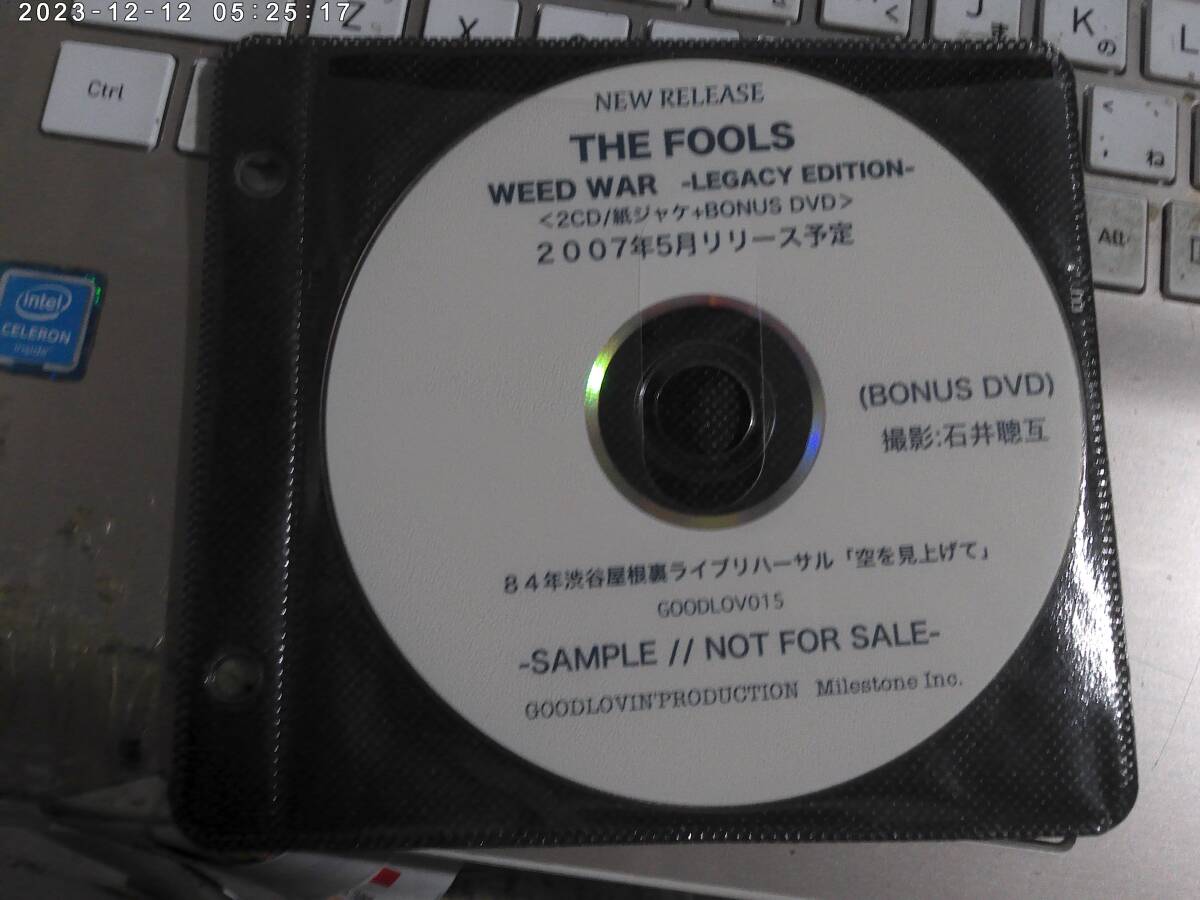 2023-12-12 05:25:17
Z
X
J
K
の
L
Ctrl
ね
Alt
intel
CELERON
inside
NEW RELEASE
THE FOOLS
WEED WAR -LEGACY EDITION-
<2CD/紙ジャケ+BONUS DVD>
2007年5月リリース予定
(BONUS DVD)
撮影:石井聰亙
84年渋谷屋根裏ライブリハーサル「空を見上げて」
GOODLOV015
-SAMPLE // NOT FOR SALE-
GOODLOVIN'PRODUCTION Milestone Inc.